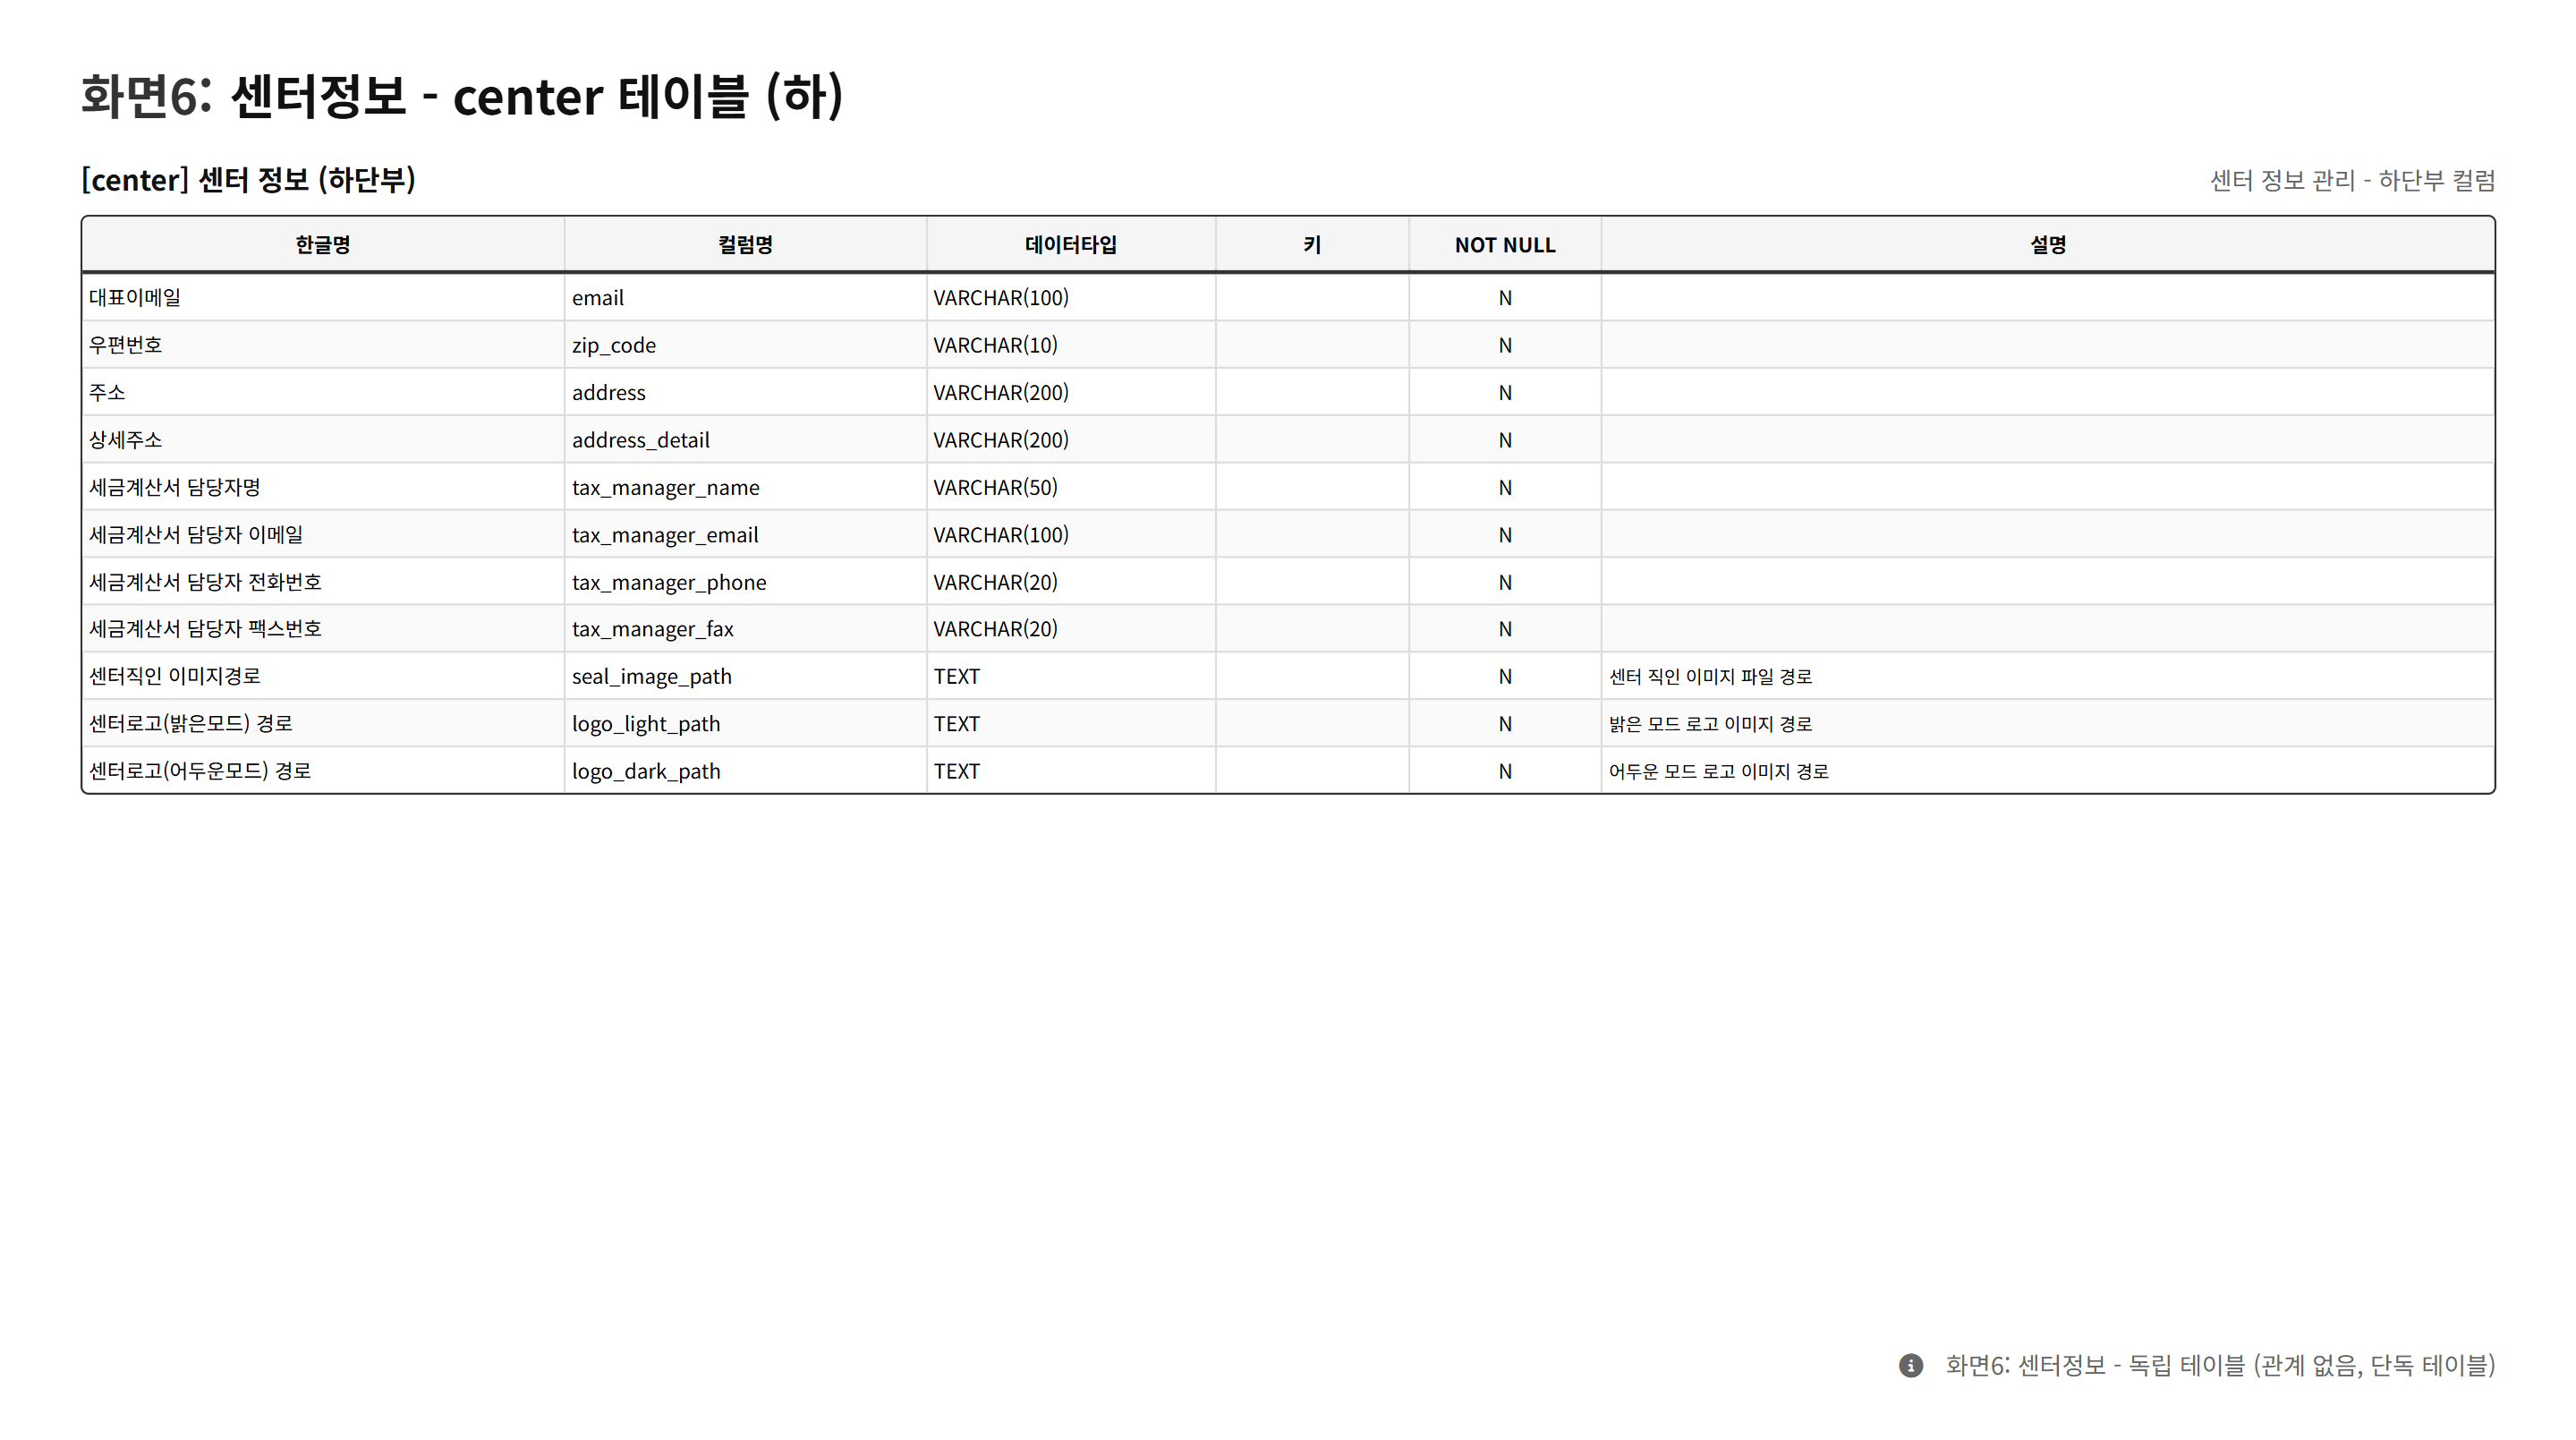 화면6: 센터정보 - center 테이블 (하)
[center] 센터 정보 (하단부)
센터 정보 관리 - 하단부 컬럼
한글명 컬럼명 데이터타입 키 NOT NULL 설명
대표이메일 email VARCHAR(100) N
우편번호 zip_code VARCHAR(10) N
주소 address VARCHAR(200) N
상세주소 address_detail VARCHAR(200) N
세금계산서 담당자명 tax_manager_name VARCHAR(50) N
세금계산서 담당자 이메일 tax_manager_email VARCHAR(100) N
세금계산서 담당자 전화번호 tax_manager_phone VARCHAR(20) N
세금계산서 담당자 팩스번호 tax_manager_fax VARCHAR(20) N
센터직인 이미지경로 seal_image_path TEXT N 센터 직인 이미지 파일 경로
센터로고(밝은모드) 경로 logo_light_path TEXT N 밝은 모드 로고 이미지 경로
센터로고(어두운모드) 경로 logo_dark_path TEXT N 어두운 모드 로고 이미지 경로
화면6: 센터정보 - 독립 테이블 (관계 없음, 단독 테이블)